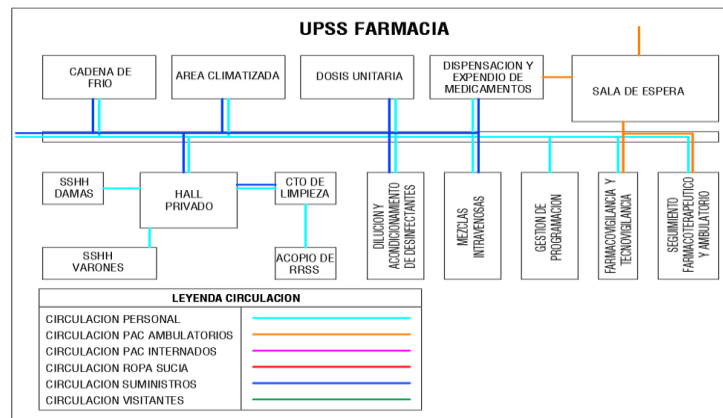 UPSS FARMACIA
CADENA DE
FRIO
AREA CLIMATIZADA
DOSIS UNITARIA
DISPENSACION Y
EXPENDIO DE
MEDICAMENTOS
SALA DE ESPERA
SSHH
DAMAS
HALL
PRIVADO
CTO DE
LIMPIEZA
SSHH
VARONES
ACOPIO DE
RRSS
DILUCION Y
ACONDICIONAMIENTO
DE DESINFECTANTES
MEZCLAS
INTRAVENOSAS
GESTION DE
PROGRAMACION
FARMACOVIGILANCIA Y
TECNOVIGILANCIA
SEGUIMIENTO
FARMACOTERAPEUTICO
Y AMBULATORIO
LEYENDA CIRCULACION
CIRCULACION PERSONAL
CIRCULACION PAC AMBULATORIOS
CIRCULACION PAC INTERNADOS
CIRCULACION ROPA SUCIA
CIRCULACION SUMINISTROS
CIRCULACION VISITANTES